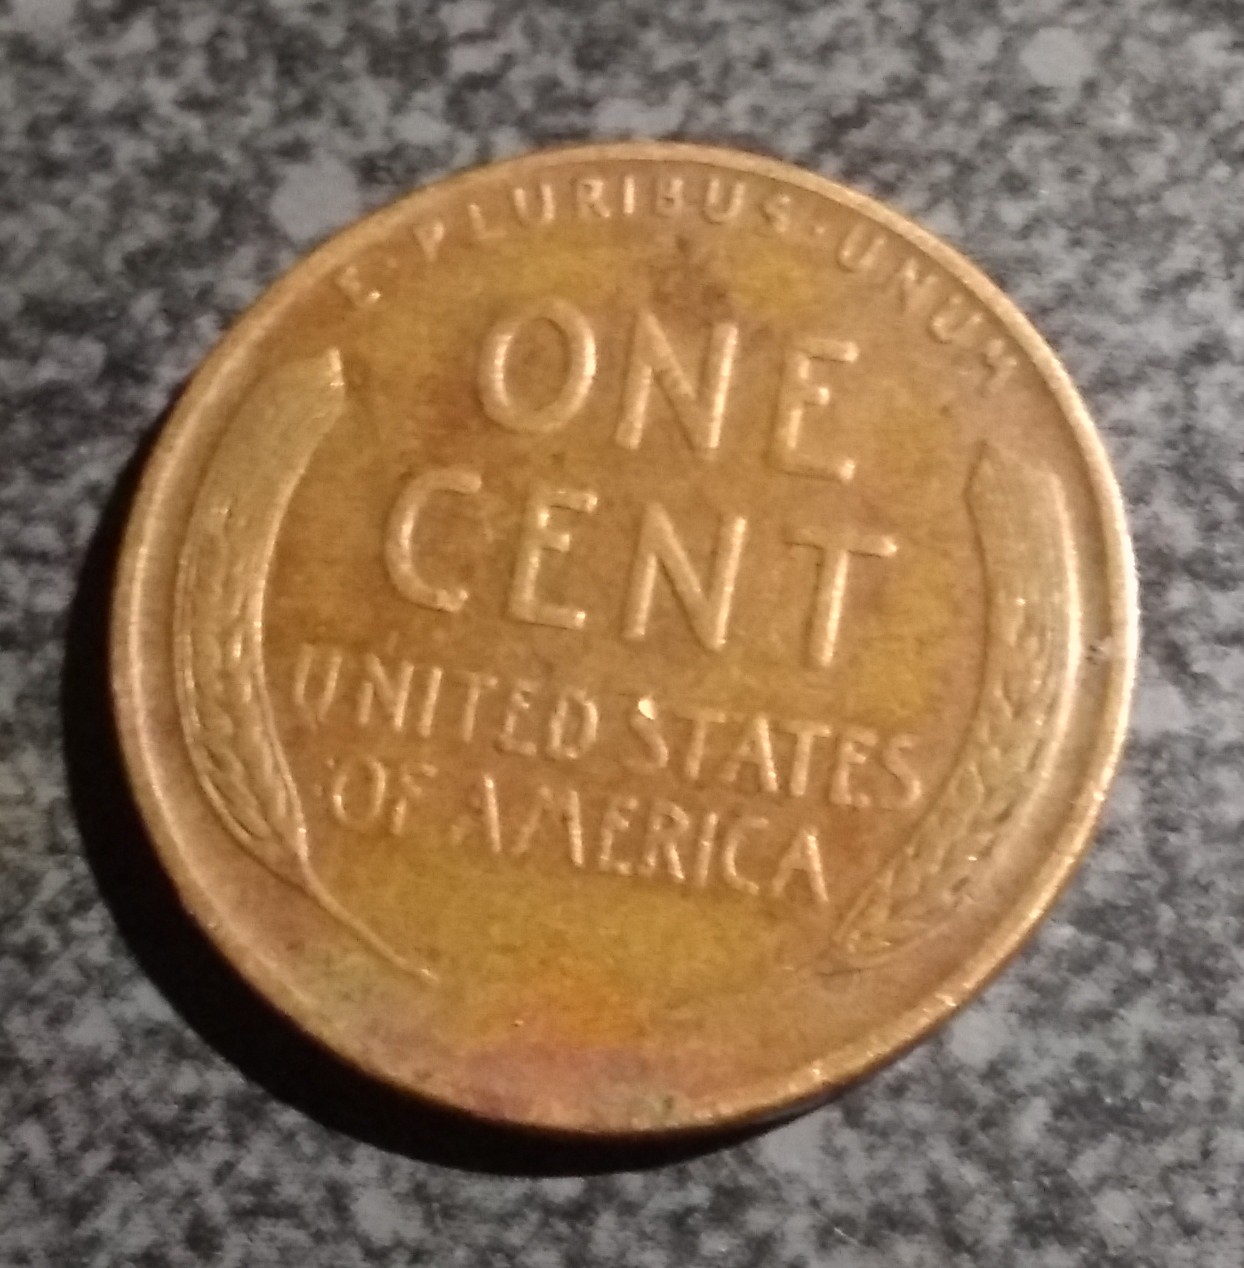 E·PLURIBUS·UNUM
ONE
CENT
UNITED STATES
OF AMERICA